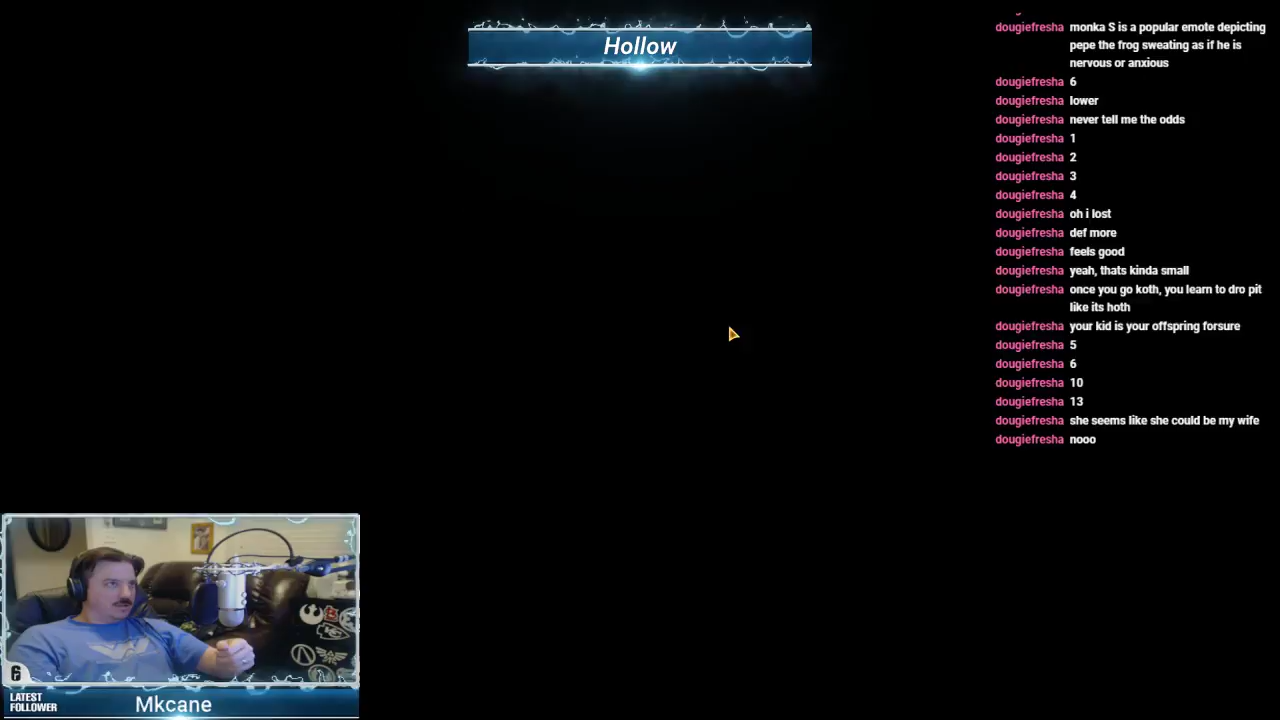 Hollow
dougiefresha monka S is a popular emote depicting
pepe the frog sweating as if he is
nervous or anxious
dougiefresha 6
dougiefresha lower
dougiefresha never tell me the odds
dougiefresha 1
dougiefresha 2
dougiefresha 3
dougiefresha 4
dougiefresha oh i lost
dougiefresha def more
dougiefresha feels good
dougiefresha yeah, thats kinda small
dougiefresha once you go koth, you learn to dro pit
like its hoth
dougiefresha your kid is your offspring forsure
dougiefresha 5
dougiefresha 6
dougiefresha 10
dougiefresha 13
dougiefresha she seems like she could be my wife
dougiefresha nooo
6
LATEST
FOLLOWER
Mkcane